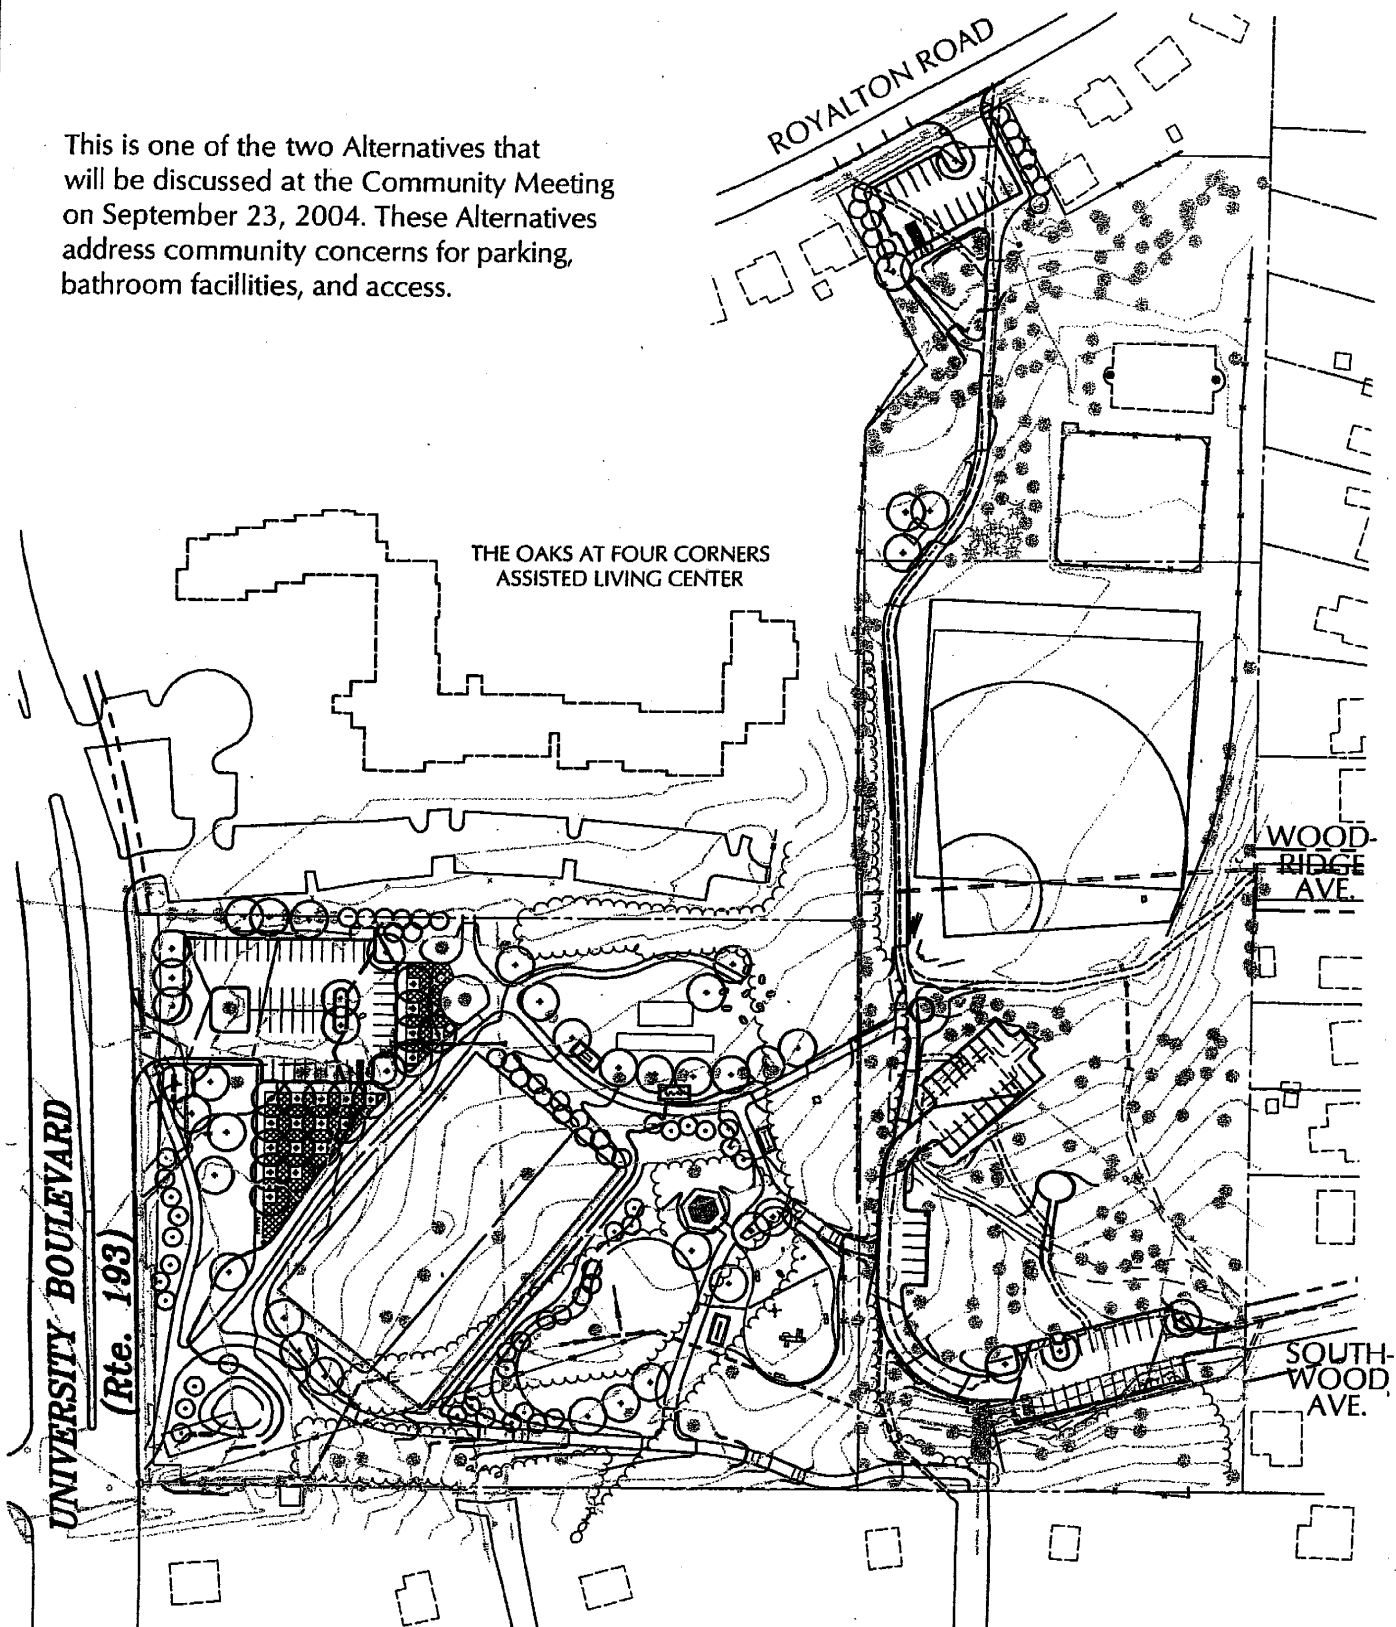 This is one of the two Alternatives that
will be discussed at the Community Meeting
on September 23, 2004. These Alternatives
address community concerns for parking,
bathroom facillities, and access.
ROYALTON ROAD
THE OAKS AT FOUR CORNERS
ASSISTED LIVING CENTER
WOOD-
RIDGE
AVE.
UNIVERSITY BOULEVARD
(Rte. 193)
SOUTH-
WOOD
AVE.